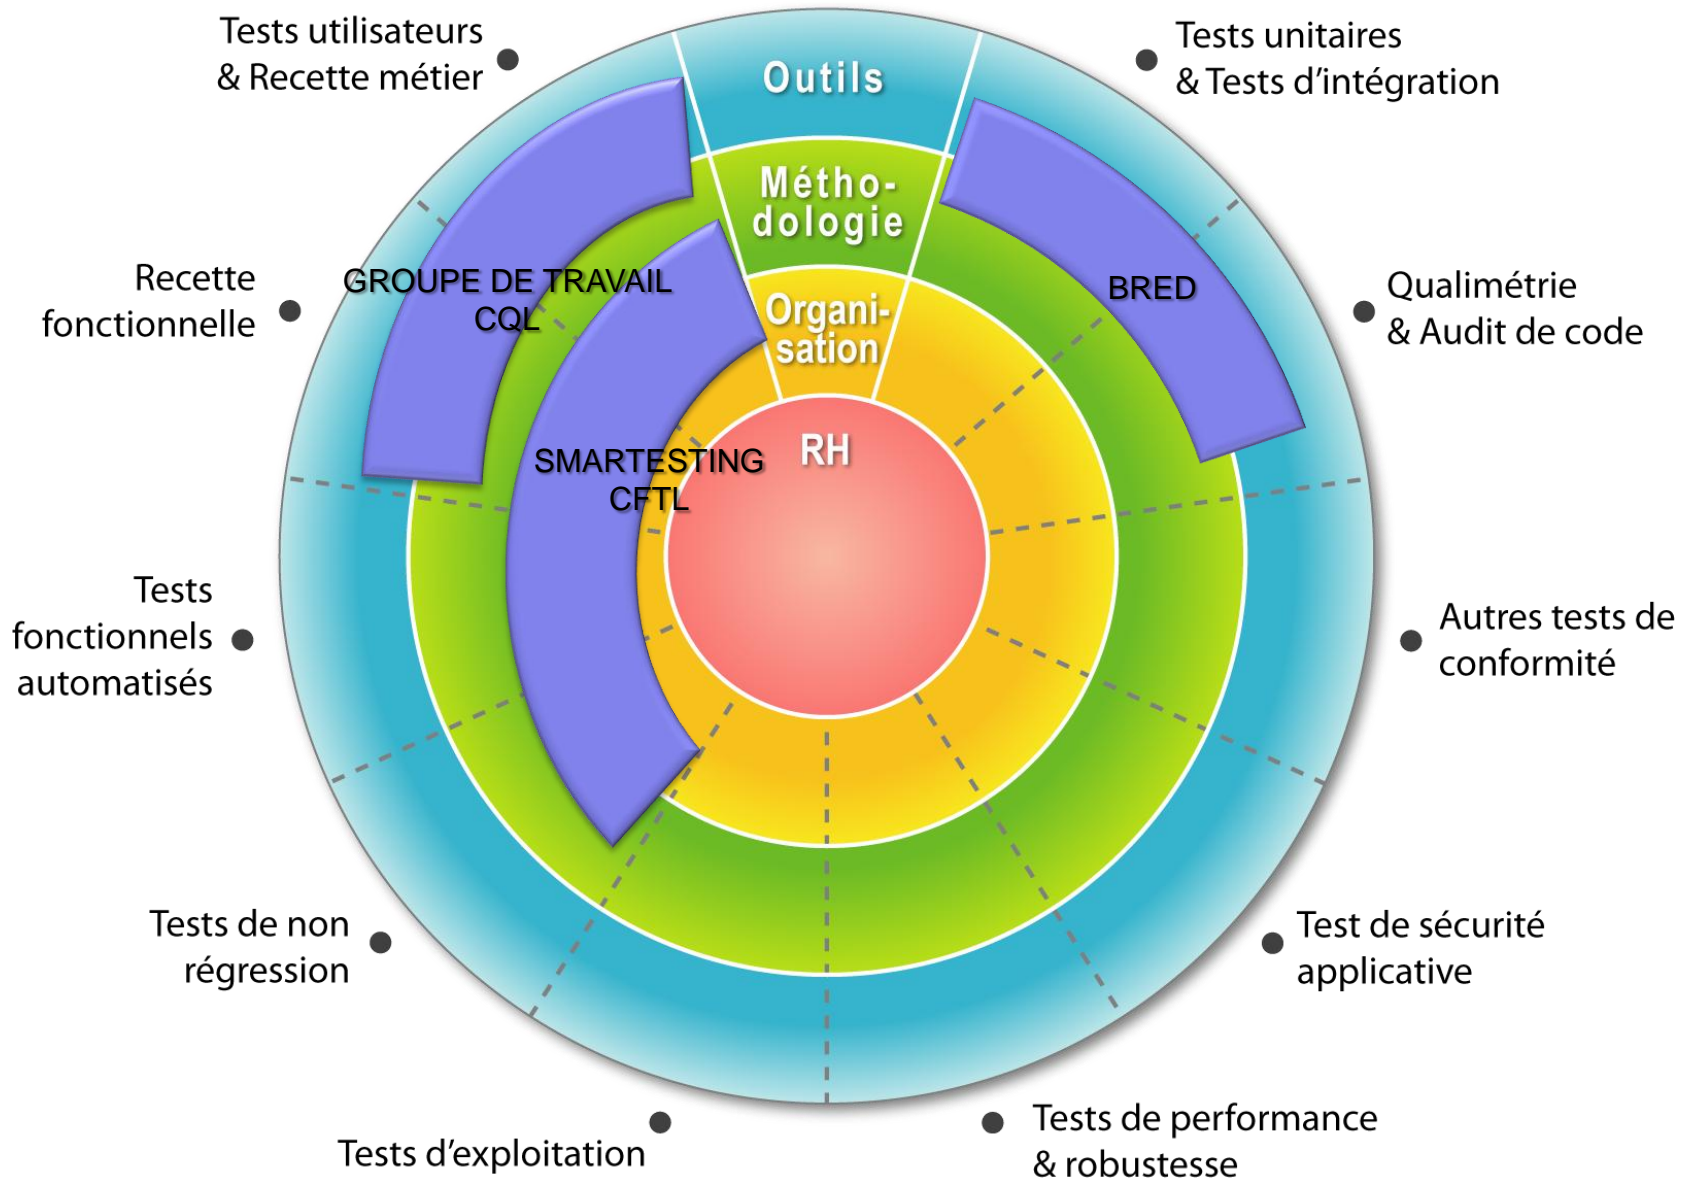 Tests utilisateurs
& Recette métier
Tests unitaires
& Tests d'intégration
Outils
Métho-
dologie
Organi-
sation
RH
GROUPE DE TRAVAIL
CQL
BRED
SMARTESTING
CFTL
Recette
fonctionnelle
Qualimétrie
& Audit de code
Tests
fonctionnels
automatisés
Autres tests de
conformité
Tests de non
régression
Test de sécurité
applicative
Tests d'exploitation
Tests de performance
& robustesse